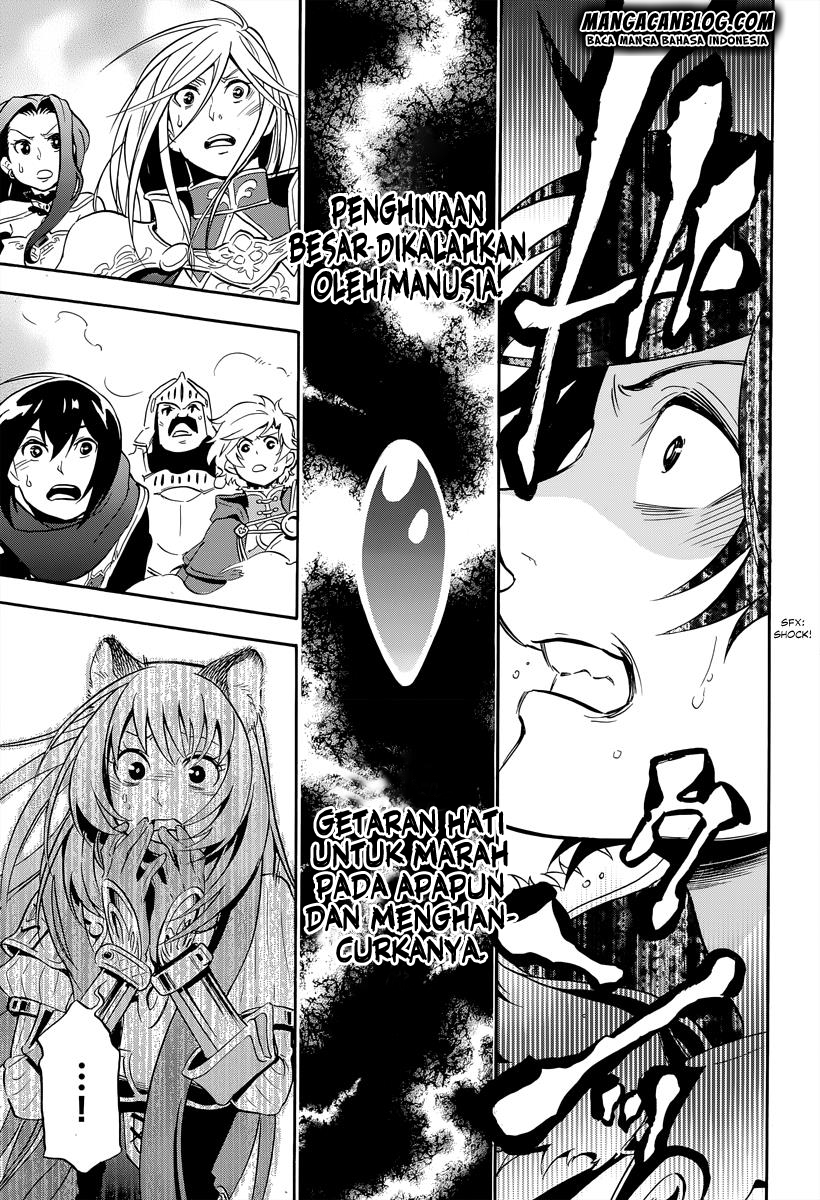 MANGACANBLOG.COM
BACA MANGA BAHASA INDONESIA
PENGHINAAN
BESAR DIKALAHKAN
OLEH MANUSIA!
SFX:
SHOCK!
GETARAN HATI
UNTUK MARAH
PADA APAPUN
DAN MENGHAN-
CURKANYA.
...!